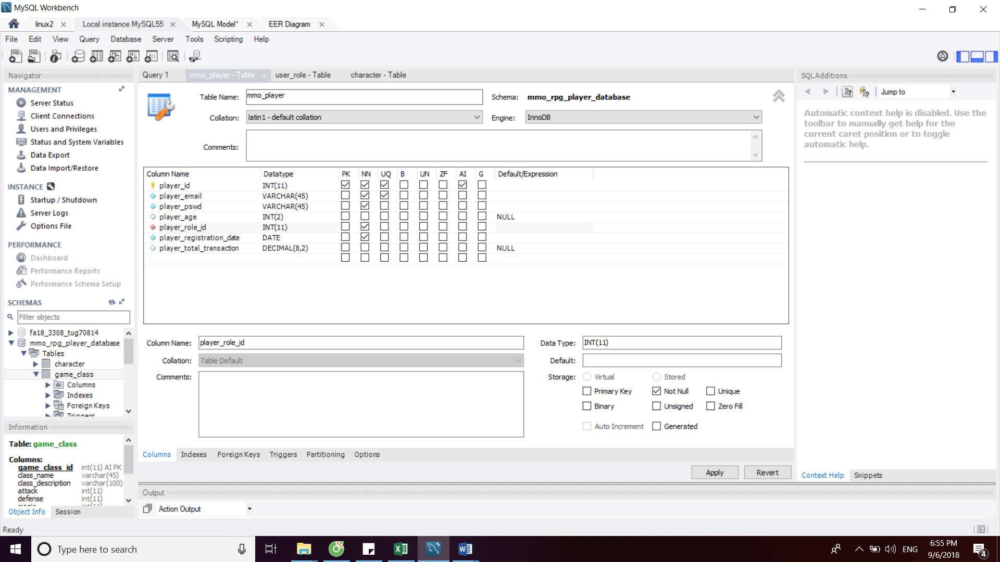 MySQL Workbench
linux2
Local instance MySQL55
MySQL Model*
EER Diagram
File Edit View Query Database Server Tools Scripting Help
Navigator
MANAGEMENT
Server Status
Client Connections
Users and Privileges
Status and System Variables
Data Export
Data Import/Restore
INSTANCE
Startup / Shutdown
Server Logs
Options File
PERFORMANCE
Dashboard
Performance Reports
Performance Schema Setup
SCHEMAS
Filter objects
fa18_3308_tug70814
mmo_rpg_player_database
Tables
character
game_class
Columns
Indexes
Foreign Keys
Triggers
Information
Table: game_class
Columns:
game_class_id int(11) AI PK
class_name varchar(45)
class_description varchar(100)
attack int(11)
defense int(11)
Object Info Session
Query 1 mmo_player - Table user_role - Table character - Table
Table Name: mmo_player Schema: mmo_rpg_player_database
Collation: latin1 - default collation Engine: InnoDB
Comments:
Column Name Datatype PK NN UQ B UN ZF AI G Default/Expression
player_id INT(11)
player_email VARCHAR(45)
player_pswd VARCHAR(45)
player_age INT(2) NULL
player_role_id INT(11)
player_registration_date DATE
player_total_transaction DECIMAL(8,2) NULL
Column Name: player_role_id Data Type: INT(11)
Collation: Table Default Default:
Comments: Storage: Virtual Stored
Primary Key Not Null Unique
Binary Unsigned Zero Fill
Auto Increment Generated
Columns Indexes Foreign Keys Triggers Partitioning Options
Apply Revert
Output
Action Output
SQLAdditions
Jump to
Automatic context help is disabled. Use the
toolbar to manually get help for the
current caret position or to toggle
automatic help.
Context Help Snippets
Ready
Type here to search
ENG
6:55 PM
9/6/2018
4